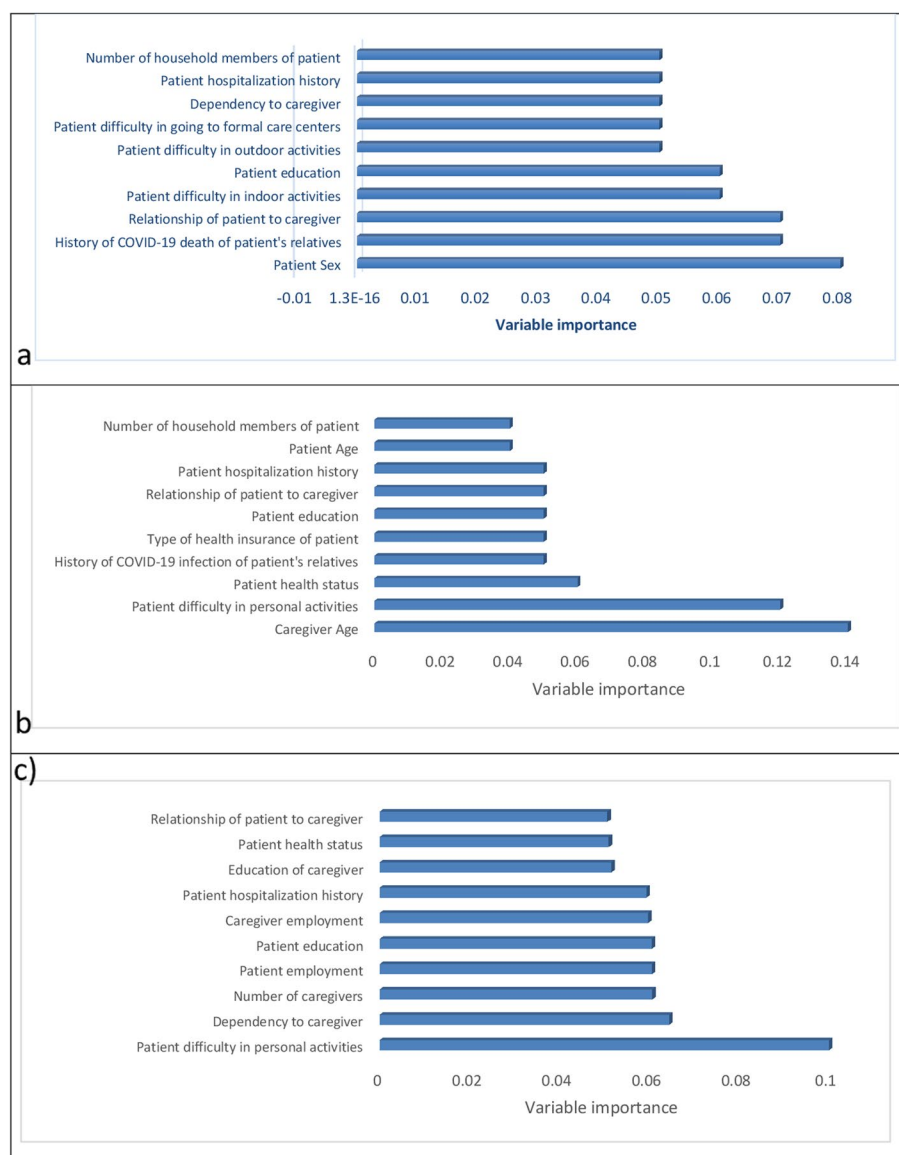 Number of household members of patient
Patient hospitalization history
Dependency to caregiver
Patient difficulty in going to formal care centers
Patient difficulty in outdoor activities
Patient education
Patient difficulty in indoor activities
Relationship of patient to caregiver
History of COVID-19 death of patient's relatives
Patient Sex
-0.01 1.3E-16 0.01 0.02 0.03 0.04 0.05 0.06 0.07 0.08
Variable importance
a
Number of household members of patient
Patient Age
Patient hospitalization history
Relationship of patient to caregiver
Patient education
Type of health insurance of patient
History of COVID-19 infection of patient's relatives
Patient health status
Patient difficulty in personal activities
Caregiver Age
0 0.02 0.04 0.06 0.08 0.1 0.12 0.14
Variable importance
b
c)
Relationship of patient to caregiver
Patient health status
Education of caregiver
Patient hospitalization history
Caregiver employment
Patient education
Patient employment
Number of caregivers
Dependency to caregiver
Patient difficulty in personal activities
0 0.02 0.04 0.06 0.08 0.1
Variable importance